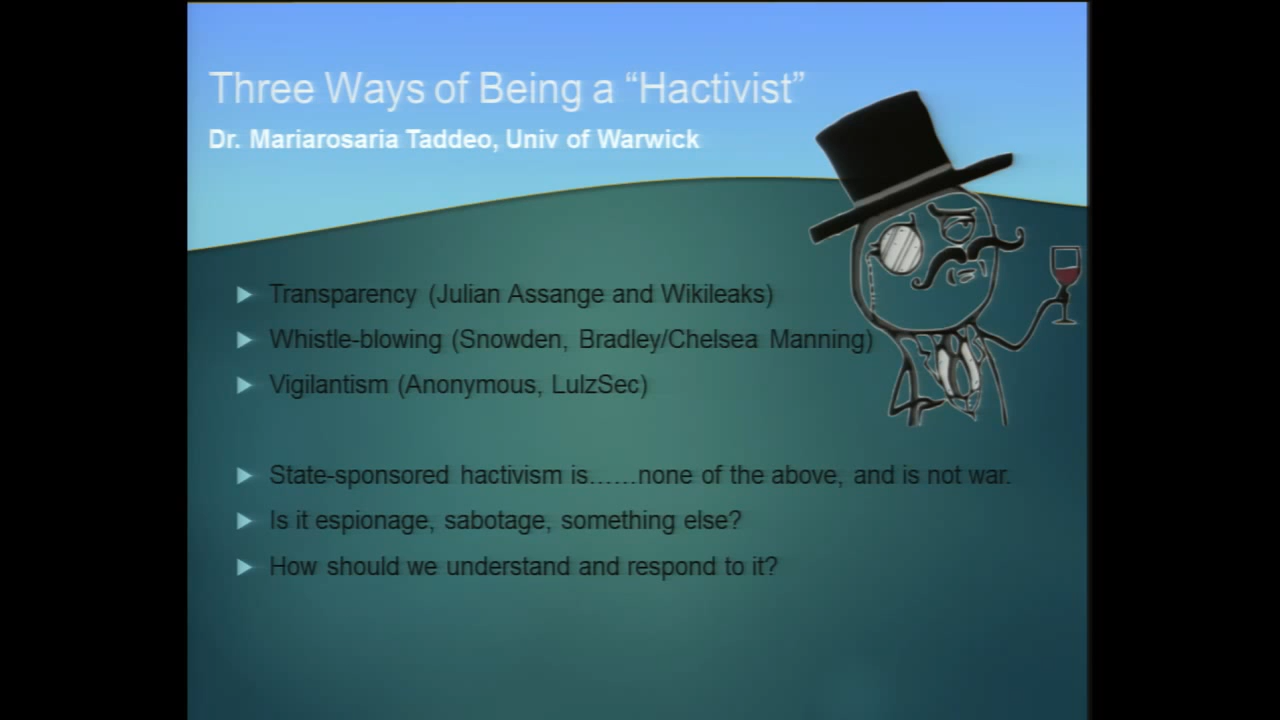 Three Ways of Being a “Hactivist”
Dr. Mariarosaria Taddeo, Univ of Warwick
Transparency (Julian Assange and Wikileaks)
Whistle-blowing (Snowden, Bradley/Chelsea Manning)
Vigilantism (Anonymous, LulzSec)
State-sponsored hactivism is……none of the above, and is not war.
Is it espionage, sabotage, something else?
How should we understand and respond to it?